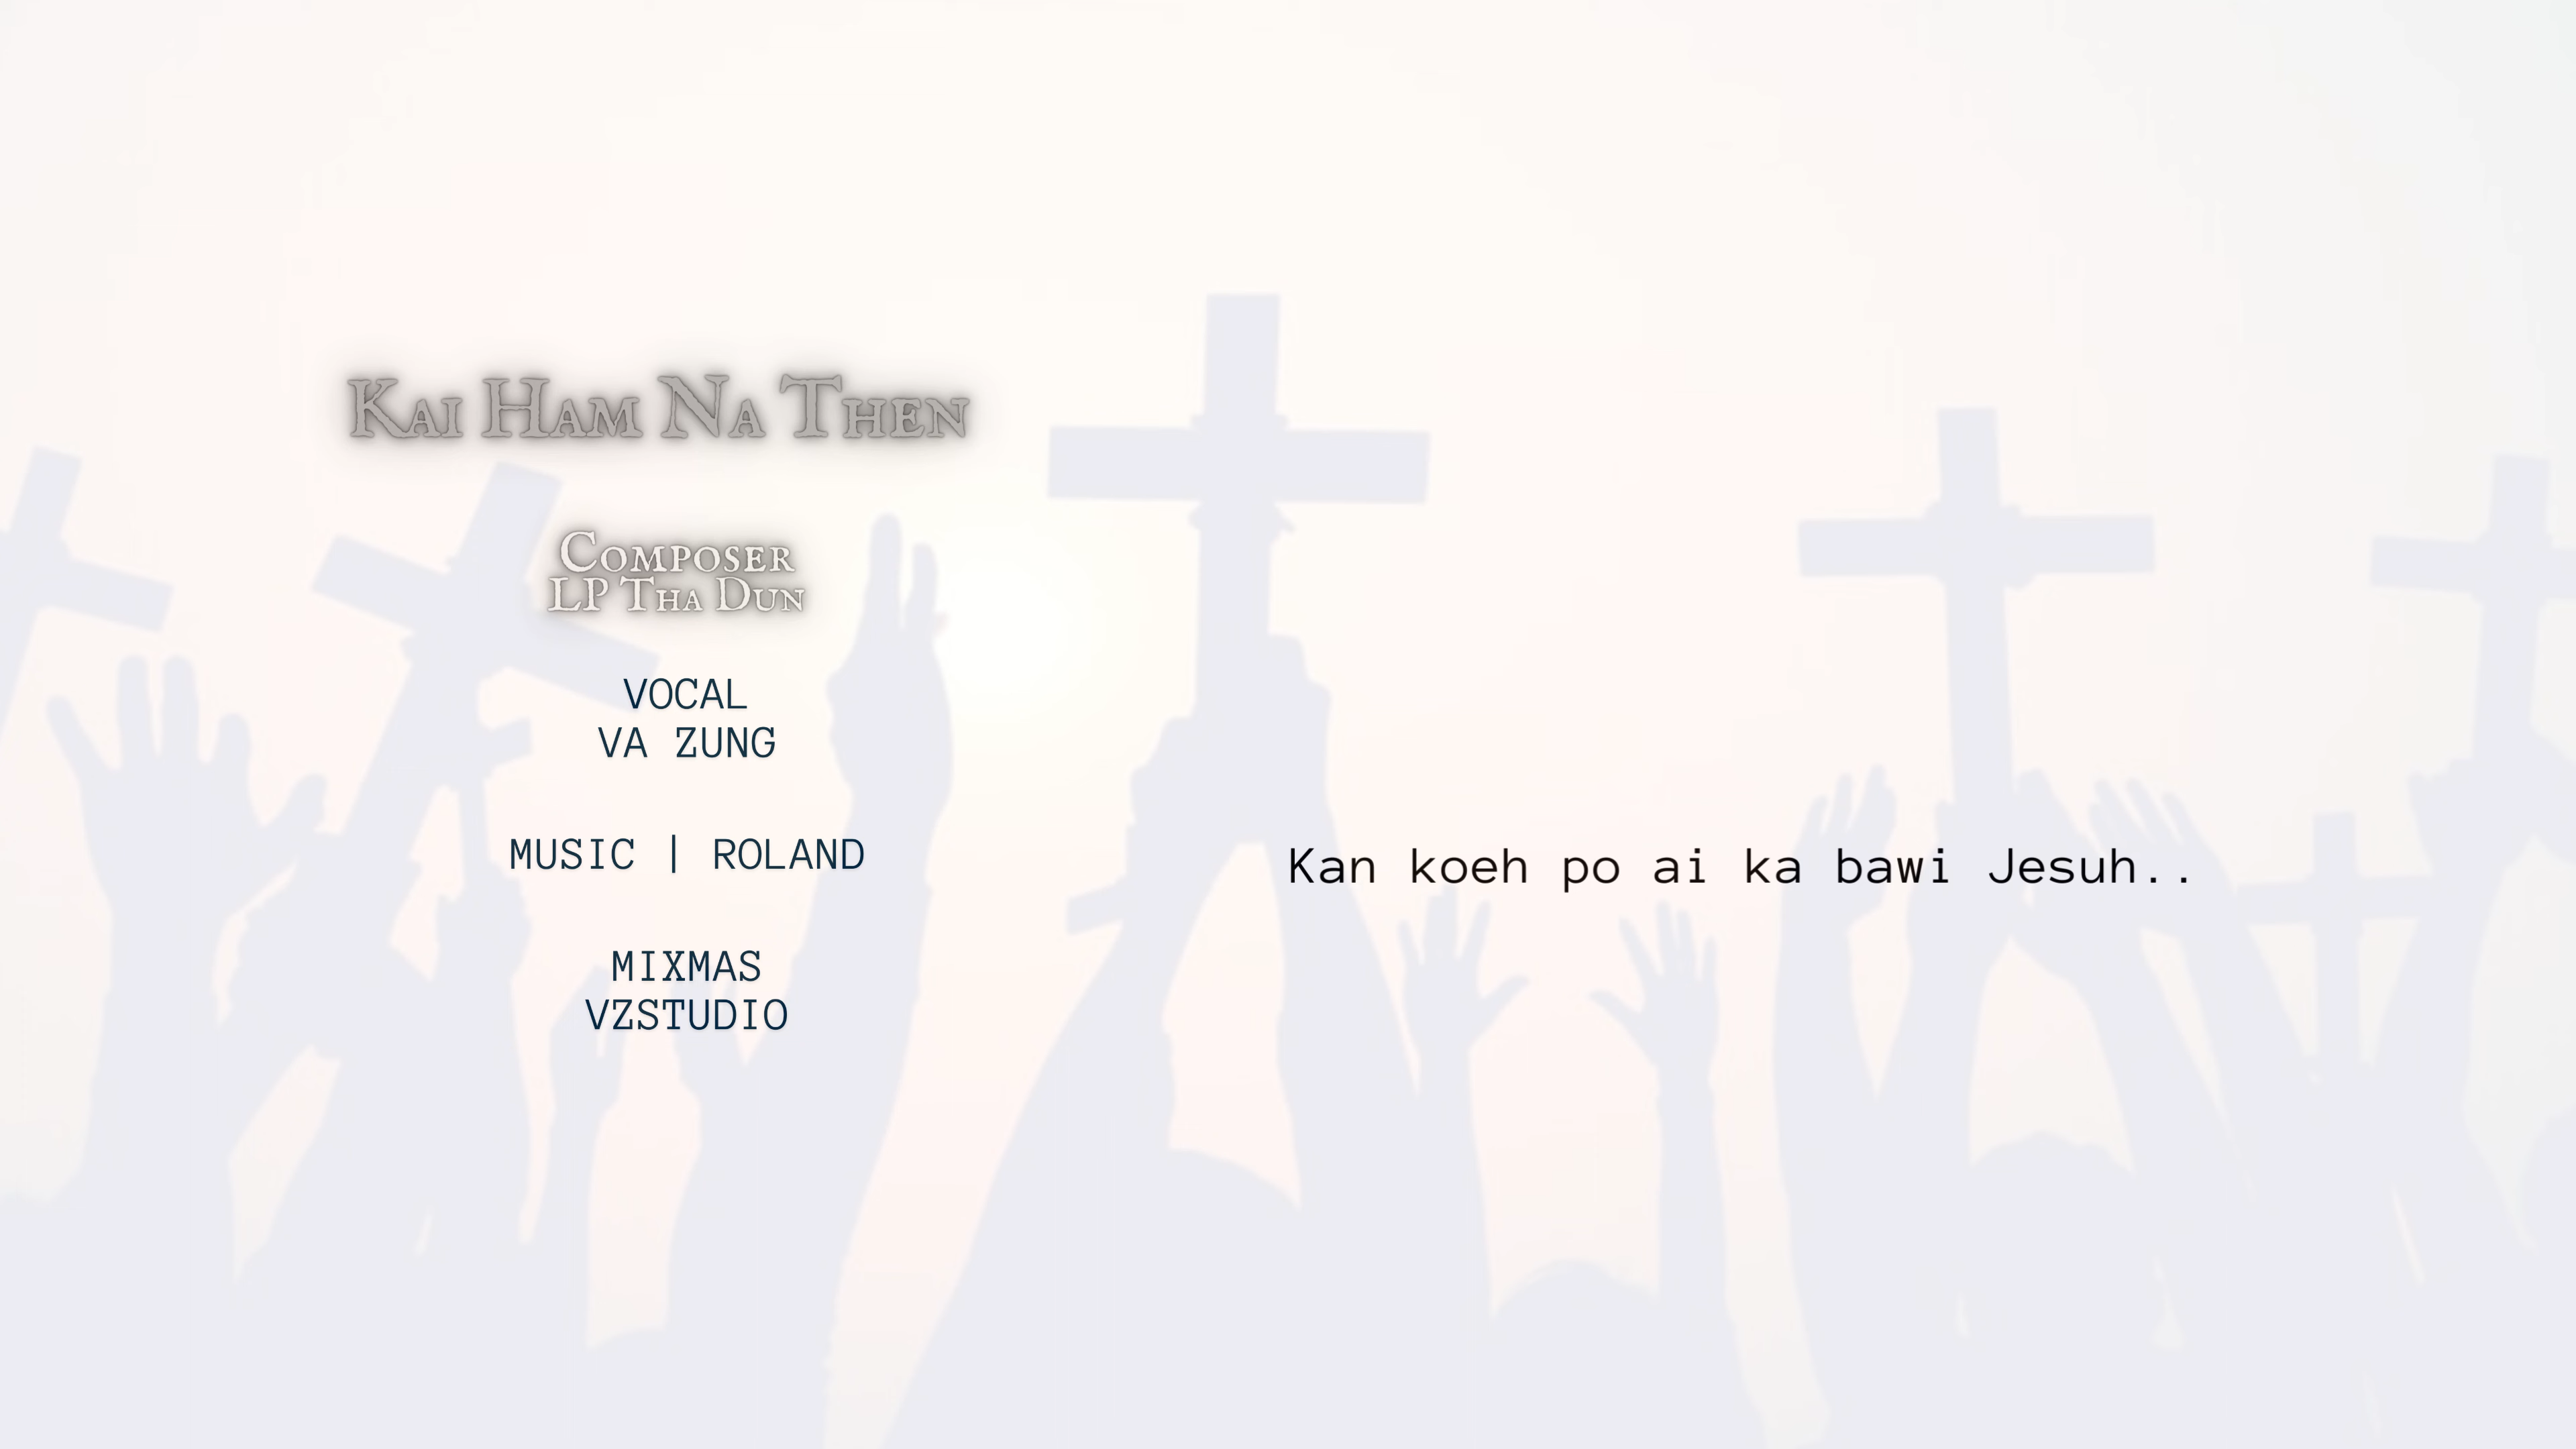 Kai Ham Na Then
Composer
LP Tha Dun
VOCAL
VA ZUNG
MUSIC | ROLAND
MIXMAS
VZSTUDIO
Kan koeh po ai ka bawi Jesuh..